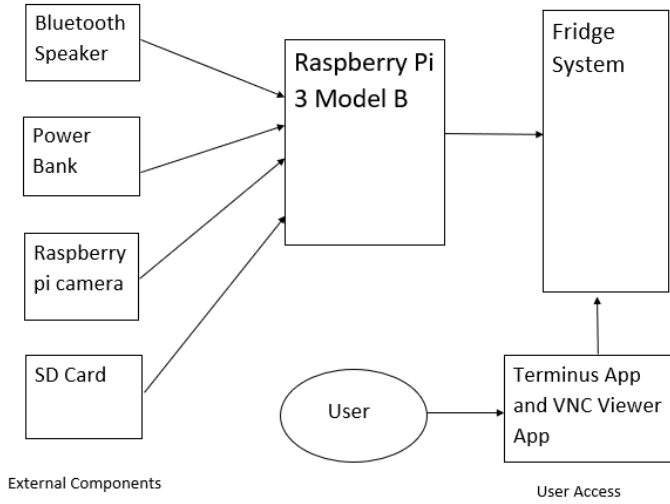 Bluetooth
Speaker
Power
Bank
Raspberry
pi camera
SD Card
External Components
Raspberry Pi
3 Model B
Fridge
System
User
Terminus App
and VNC Viewer
App
User Access